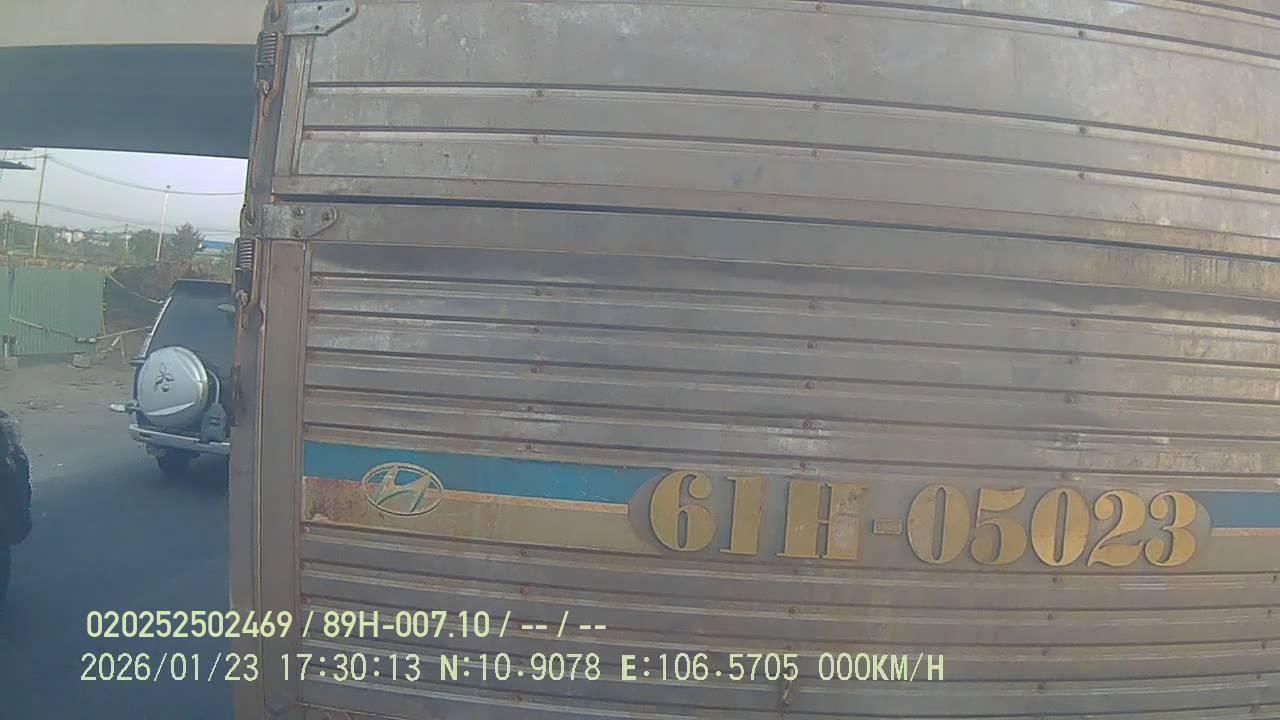 61H-05023
020252502469 / 89H-007.10 / -- / --
2026/01/23 17:30:13 N:10.9078 E:106.5705 000KM/H